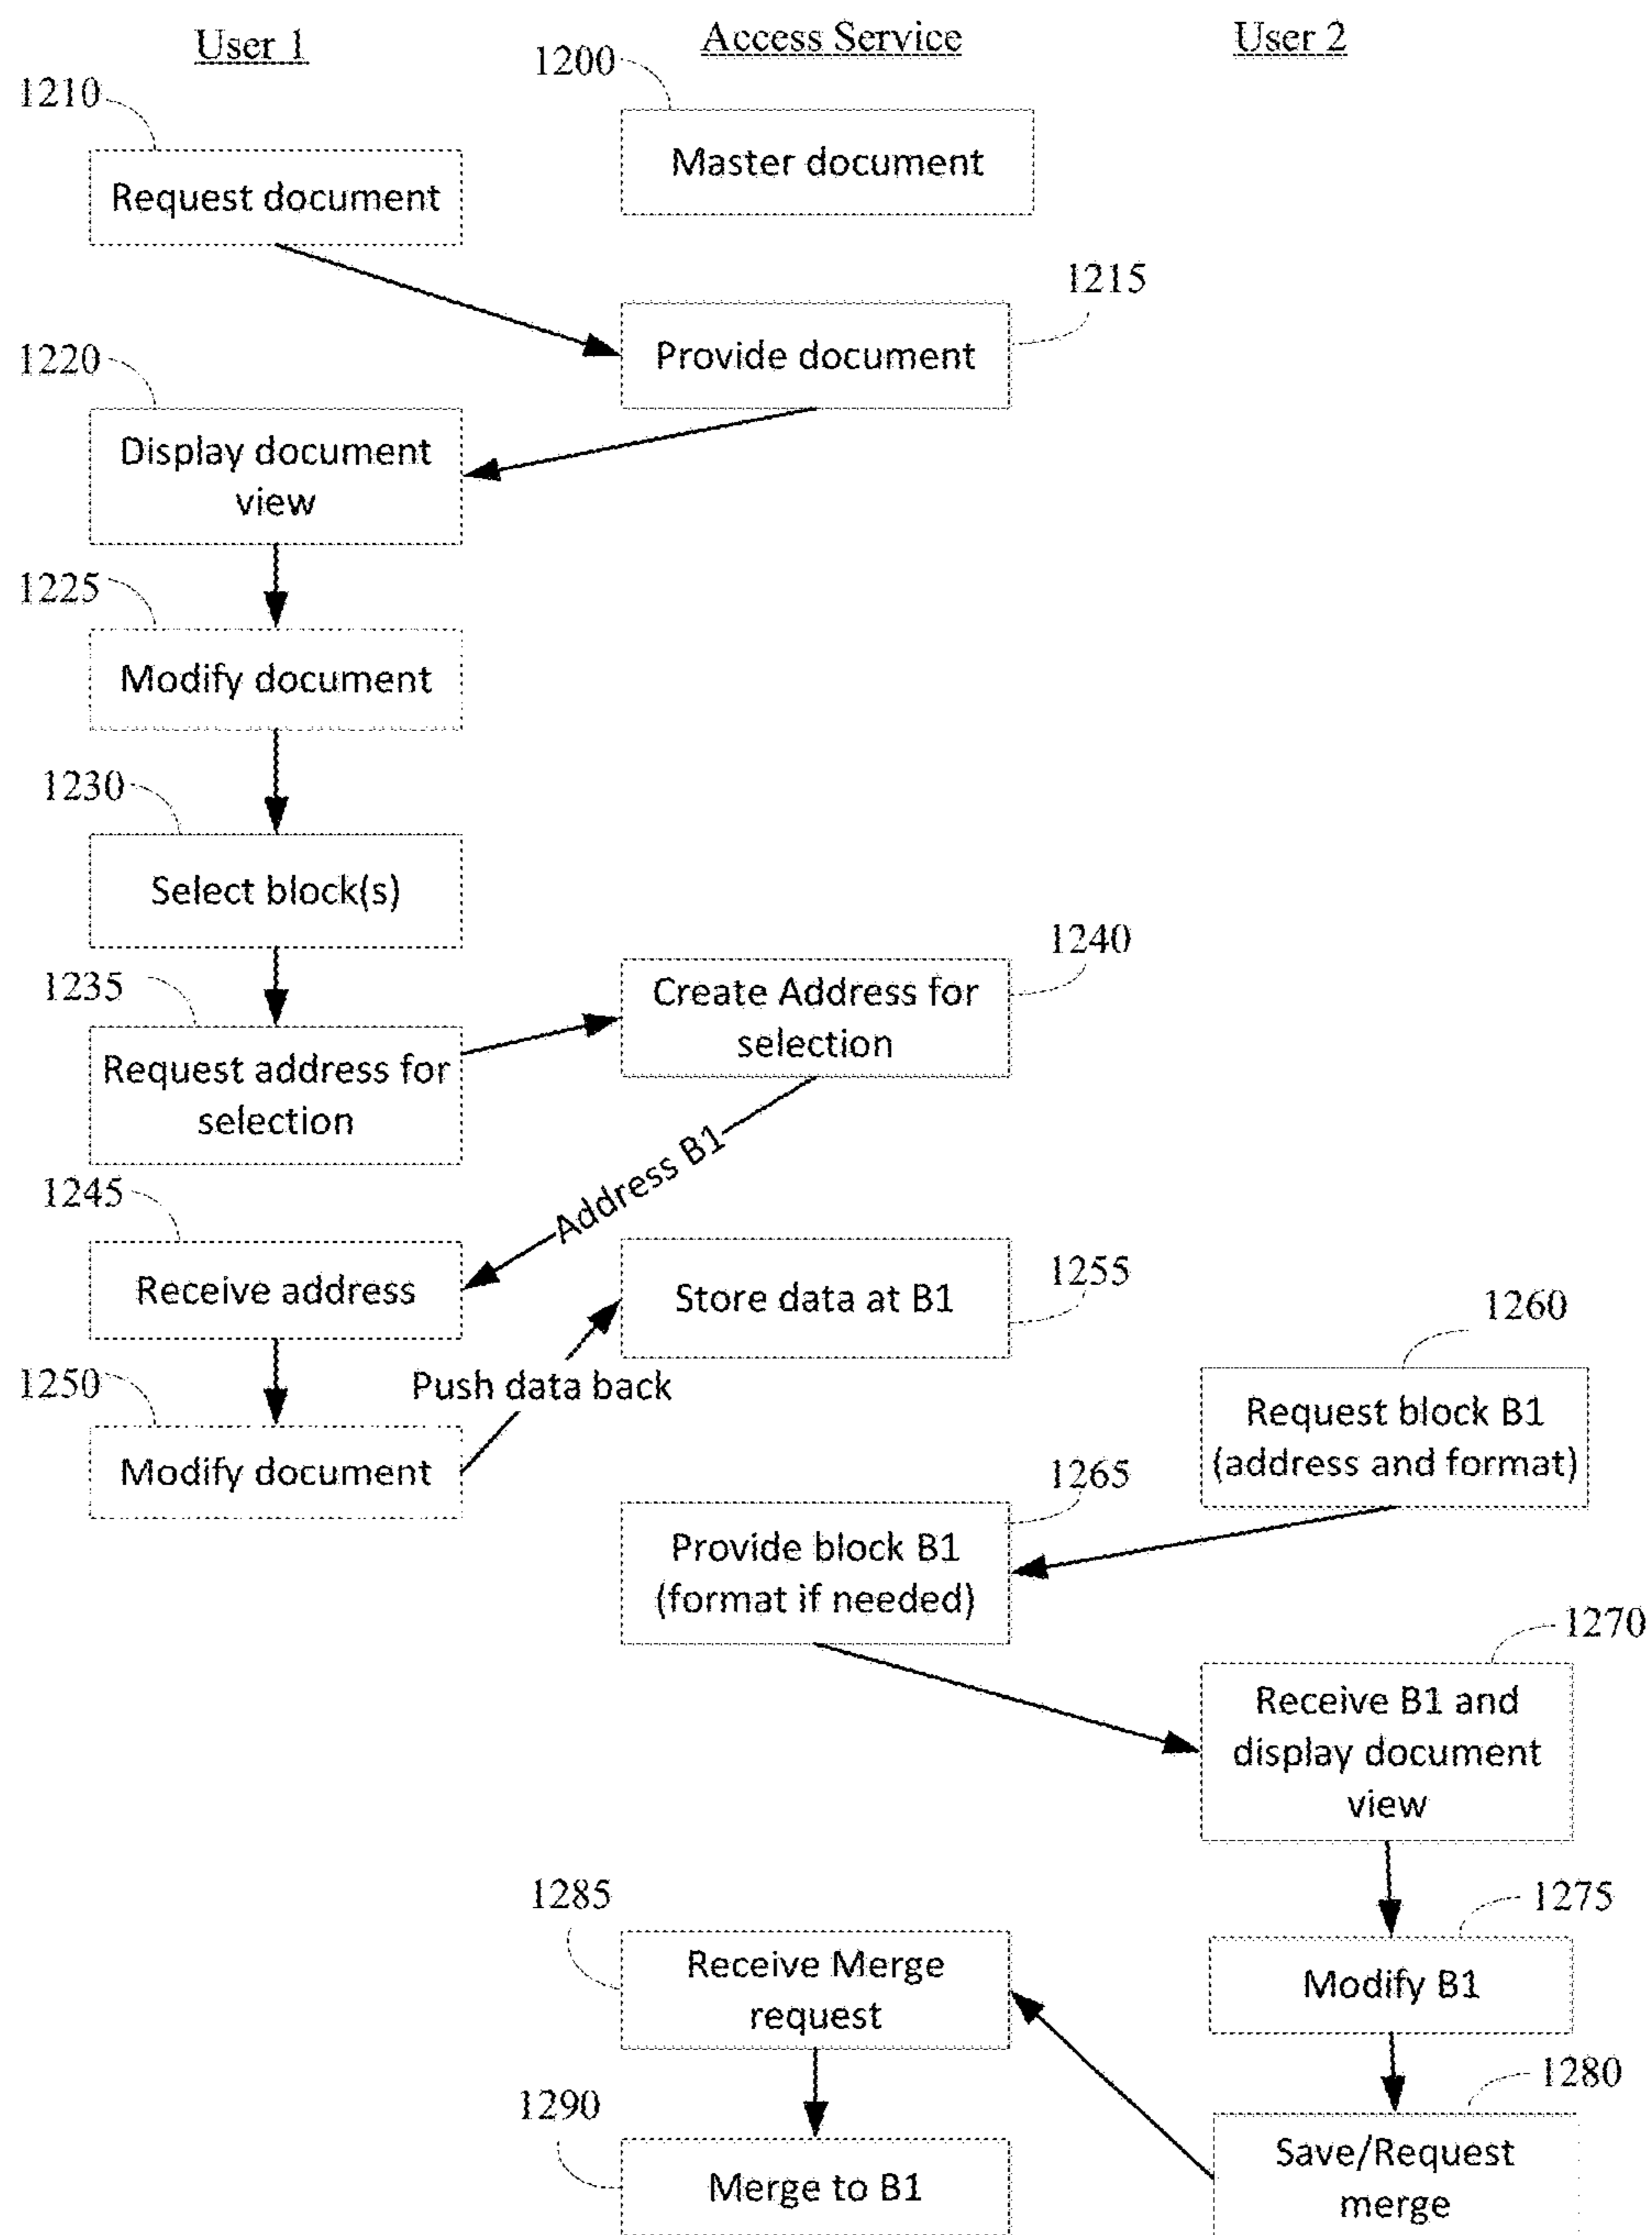 User 1
Access Service
User 2
1200
1210
Master document
Request document
1215
Provide document
1220
Display document
view
1225
Modify document
1230
Select block(s)
1240
Create Address for
selection
1235
Request address for
selection
Address B1
1245
Receive address
1255
Store data at B1
1260
Request block B1
(address and format)
Push data back
1250
Modify document
1265
Provide block B1
(format if needed)
1270
Receive B1 and
display document
view
1275
Modify B1
1285
Receive Merge
request
1280
Save/Request
merge
1290
Merge to B1